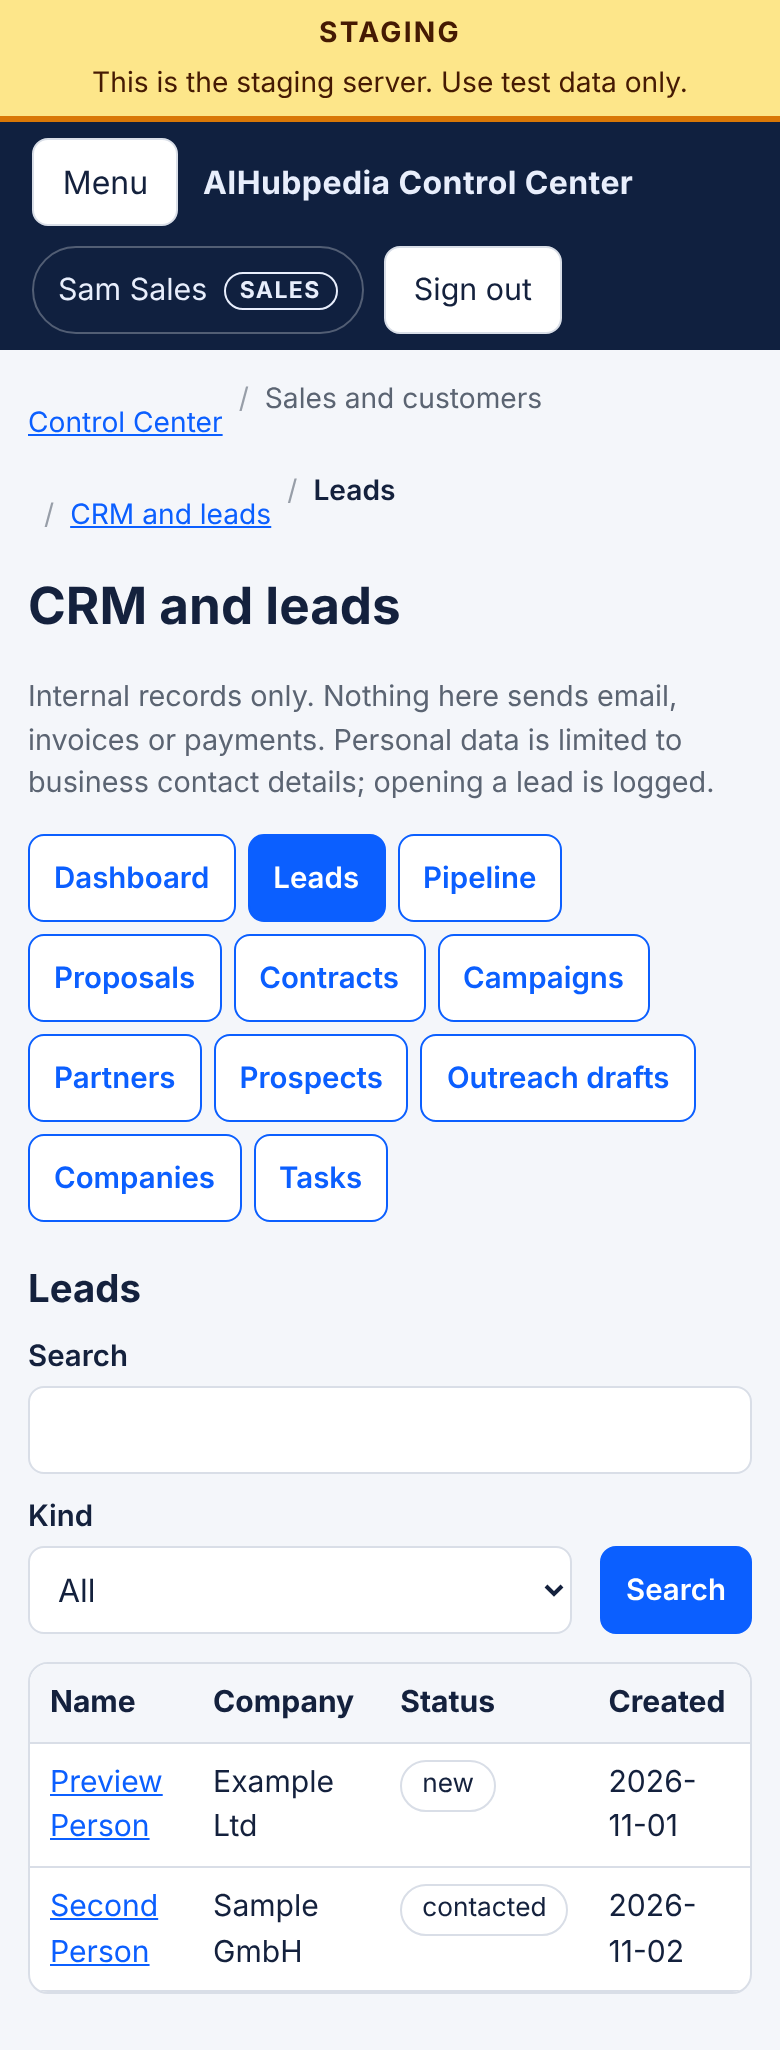 STAGING
This is the staging server. Use test data only.
Menu
AIHubpedia Control Center
Sam Sales SALES
Sign out
Control Center / Sales and customers
/ CRM and leads / Leads
CRM and leads
Internal records only. Nothing here sends email,
invoices or payments. Personal data is limited to
business contact details; opening a lead is logged.
Dashboard Leads Pipeline
Proposals Contracts Campaigns
Partners Prospects Outreach drafts
Companies Tasks
Leads
Search
Kind
All Search
Name Company Status Created
Preview Example new 2026-
Person Ltd 11-01
Second Sample contacted 2026-
Person GmbH 11-02